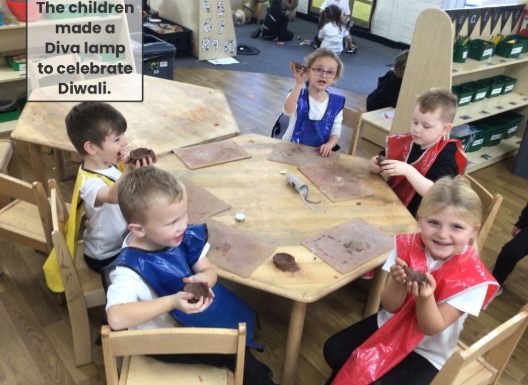 The children
made a
Diva lamp
to celebrate
Diwali.